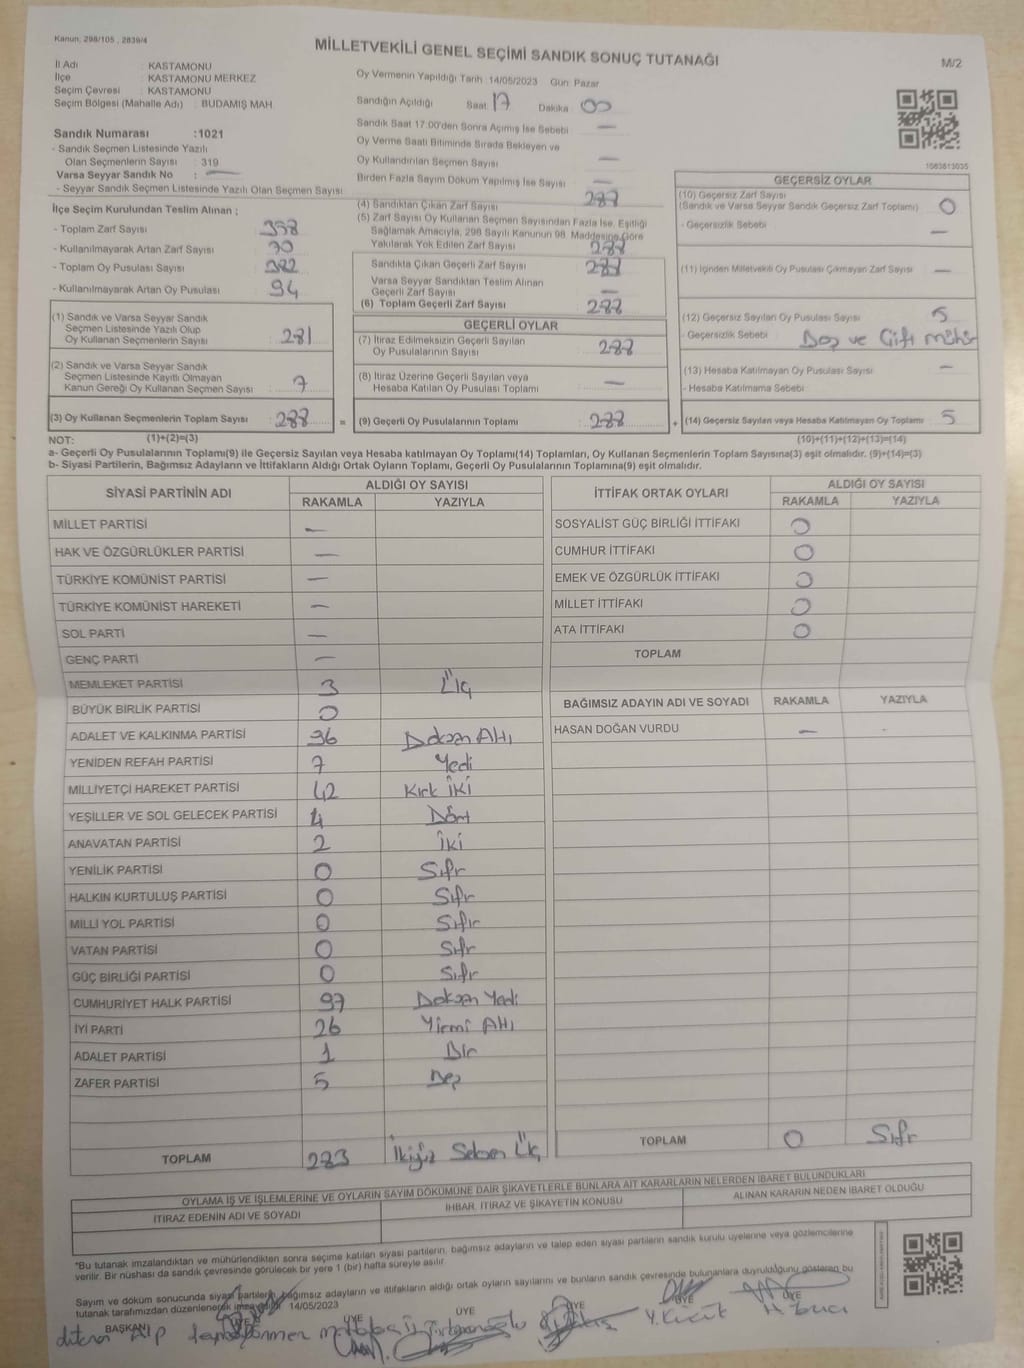 Kanun. 298/105 , 2839/4
MİLLETVEKİLİ GENEL SEÇİMİ SANDIK SONUÇ TUTANAĞI
M/2
İl Adı : KASTAMONU
İlçe : KASTAMONU MERKEZ
Seçim Çevresi : KASTAMONU
Seçim Bölgesi (Mahalle Adı) : BUDAMIŞ MAH.
Sandık Numarası :1021
- Sandık Seçmen Listesinde Yazılı
Olan Seçmenlerin Sayısı : 319
Varsa Seyyar Sandık No : —
- Seyyar Sandık Seçmen Listesinde Yazılı Olan Seçmen Sayısı
Oy Vermenin Yapıldığı Tarih :14/05/2023 Gün: Pazar
Sandığın Açıldığı Saat 17 Dakika 00
Sandık Saat 17:00'den Sonra Açımış İse Sebebi —
Oy Verme Saati Bitiminde Sırada Bekleyen ve
Oy Kullandırılan Seçmen Sayısı —
Birden Fazla Sayım Döküm Yapılmış İse Sayısı —
1063613035
İlçe Seçim Kurulundan Teslim Alınan ;
- Toplam Zarf Sayısı : 358
- Kullanılmayarak Artan Zarf Sayısı : 70
- Toplam Oy Pusulası Sayısı : 382
- Kullanılmayarak Artan Oy Pusulası : 94
(4) Sandıktan Çıkan Zarf Sayısı 288
(5) Zarf Sayısı Oy Kullanan Seçmen Sayısından Fazla İse, Eşitliği
Sağlamak Amacıyla, 298 Sayılı Kanunun 98. Maddesine Göre
Yakılarak Yok Edilen Zarf Sayısı 288
Sandıkta Çıkan Geçerli Zarf Sayısı 288
Varsa Seyyar Sandıktan Teslim Alınan
Geçerli Zarf Sayısı —
(6) Toplam Geçerli Zarf Sayısı 288
GEÇERSİZ OYLAR
(10) Geçersiz Zarf Sayısı
(Sandık ve Varsa Seyyar Sandık Geçersiz Zarf Toplamı) 0
- Geçersizlik Sebebi —
(11) İçinden Milletvekili Oy Pusulası Çıkmayan Zarf Sayısı —
(12) Geçersiz Sayılan Oy Pusulası Sayısı 5
- Geçersizlik Sebebi : Boş ve Çift mühür
(13) Hesaba Katılmayan Oy Pusulası Sayısı —
- Hesaba Katılmama Sebebi
(14) Geçersiz Sayılan veya Hesaba Katılmayan Oy Toplamı 5
(10)+(11)+(12)+(13)=(14)
(1) Sandık ve Varsa Seyyar Sandık
Seçmen Listesinde Yazılı Olup
Oy Kullanan Seçmenlerin Sayısı : 281
(2) Sandık ve Varsa Seyyar Sandık
Seçmen Listesinde Kayıtlı Olmayan
Kanun Gereği Oy Kullanan Seçmen Sayısı : 7
(3) Oy Kullanan Seçmenlerin Toplam Sayısı : 288 =
GEÇERLİ OYLAR
(7) İtiraz Edilmeksizin Geçerli Sayılan
Oy Pusulalarının Sayısı 288
(8) İtiraz Üzerine Geçerli Sayılan veya
Hesaba Katılan Oy Pusulası Toplamı —
(9) Geçerli Oy Pusulalarının Toplamı 288 +
NOT: (1)+(2)=(3)
a- Geçerli Oy Pusulalarının Toplamı(9) ile Geçersiz Sayılan veya Hesaba katılmayan Oy Toplamı(14) Toplamları, Oy Kullanan Seçmenlerin Toplam Sayısına(3) eşit olmalıdır. (9)+(14)=(3)
b- Siyasi Partilerin, Bağımsız Adayların ve İttifakların Aldığı Ortak Oyların Toplamı, Geçerli Oy Pusulalarının Toplamına(9) eşit olmalıdır.
SİYASİ PARTİNİN ADI ALDIĞI OY SAYISI
RAKAMLA YAZIYLA
MİLLET PARTİSİ —
HAK VE ÖZGÜRLÜKLER PARTİSİ —
TÜRKİYE KOMÜNİST PARTİSİ —
TÜRKİYE KOMÜNİST HAREKETİ —
SOL PARTİ —
GENÇ PARTİ —
MEMLEKET PARTİSİ 3 Üç
BÜYÜK BİRLİK PARTİSİ 0
ADALET VE KALKINMA PARTİSİ 96 Doksan Altı
YENİDEN REFAH PARTİSİ 7 Yedi
MİLLİYETÇİ HAREKET PARTİSİ 42 Kırk İki
YEŞİLLER VE SOL GELECEK PARTİSİ 4 Dört
ANAVATAN PARTİSİ 2 İki
YENİLİK PARTİSİ 0 Sıfır
HALKIN KURTULUŞ PARTİSİ 0 Sıfır
MİLLİ YOL PARTİSİ 0 Sıfır
VATAN PARTİSİ 0 Sıfır
GÜÇ BİRLİĞİ PARTİSİ 0 Sıfır
CUMHURİYET HALK PARTİSİ 97 Doksan Yedi
İYİ PARTİ 26 Yirmi Altı
ADALET PARTİSİ 1 Bir
ZAFER PARTİSİ 5 Beş
TOPLAM 283 İkiyüz Seksen Üç
İTTİFAK ORTAK OYLARI ALDIĞI OY SAYISI
RAKAMLA YAZIYLA
SOSYALİST GÜÇ BİRLİĞİ İTTİFAKI 0
CUMHUR İTTİFAKI 0
EMEK VE ÖZGÜRLÜK İTTİFAKI 0
MİLLET İTTİFAKI 0
ATA İTTİFAKI 0
TOPLAM
BAĞIMSIZ ADAYIN ADI VE SOYADI RAKAMLA YAZIYLA
HASAN DOĞAN VURDU —
TOPLAM 0 Sıfır
OYLAMA İŞ VE İŞLEMLERİNE VE OYLARIN SAYIM DÖKÜMÜNE DAİR ŞİKAYETLERLE BUNLARA AİT KARARLARIN NELERDEN İBARET BULUNDUKLARI
İTİRAZ EDENİN ADI VE SOYADI İHBAR, İTİRAZ VE ŞİKAYETİN KONUSU ALINAN KARARIN NEDEN İBARET OLDUĞU
*Bu tutanak imzalandıktan ve mühürlendikten sonra seçime katılan siyasi partilerin, bağımsız adayların ve talep eden siyasi partilerin sandık kurulu üyelerine veya gözlemcilerine
verilir. Bir nüshası da sandık çevresinde görülecek bir yere 1 (bir) hafta süreyle asılır.
Sayım ve döküm sonucunda siyasi partilerin, bağımsız adayların ve ittifakların aldığı ortak oyların sayılarını ve bunların sandık çevresinde bulunanlara duyrulduğunu gösteren bu
tutanak tarafımızdan düzenlenerek imza 14/05/2023
BAŞKAN ÜYE ÜYE ÜYE ÜYE ÜYE ÜYE
Alp Y. Küçük